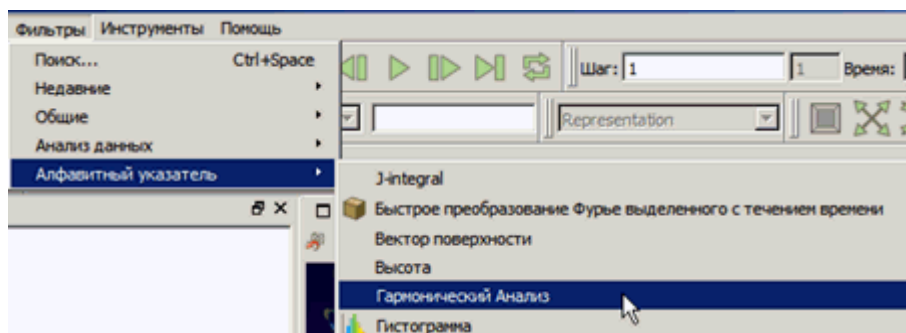 Фильтры Инструменты Помощь
Поиск... Ctrl+Space
Шаг: 1 1 Время:
Недавние
Общие
Representation
Анализ данных
Алфавитный указатель
J-integral
Быстрое преобразование Фурье выделенного с течением времени
Вектор поверхности
Высота
Гармонический Анализ
Гистограмма